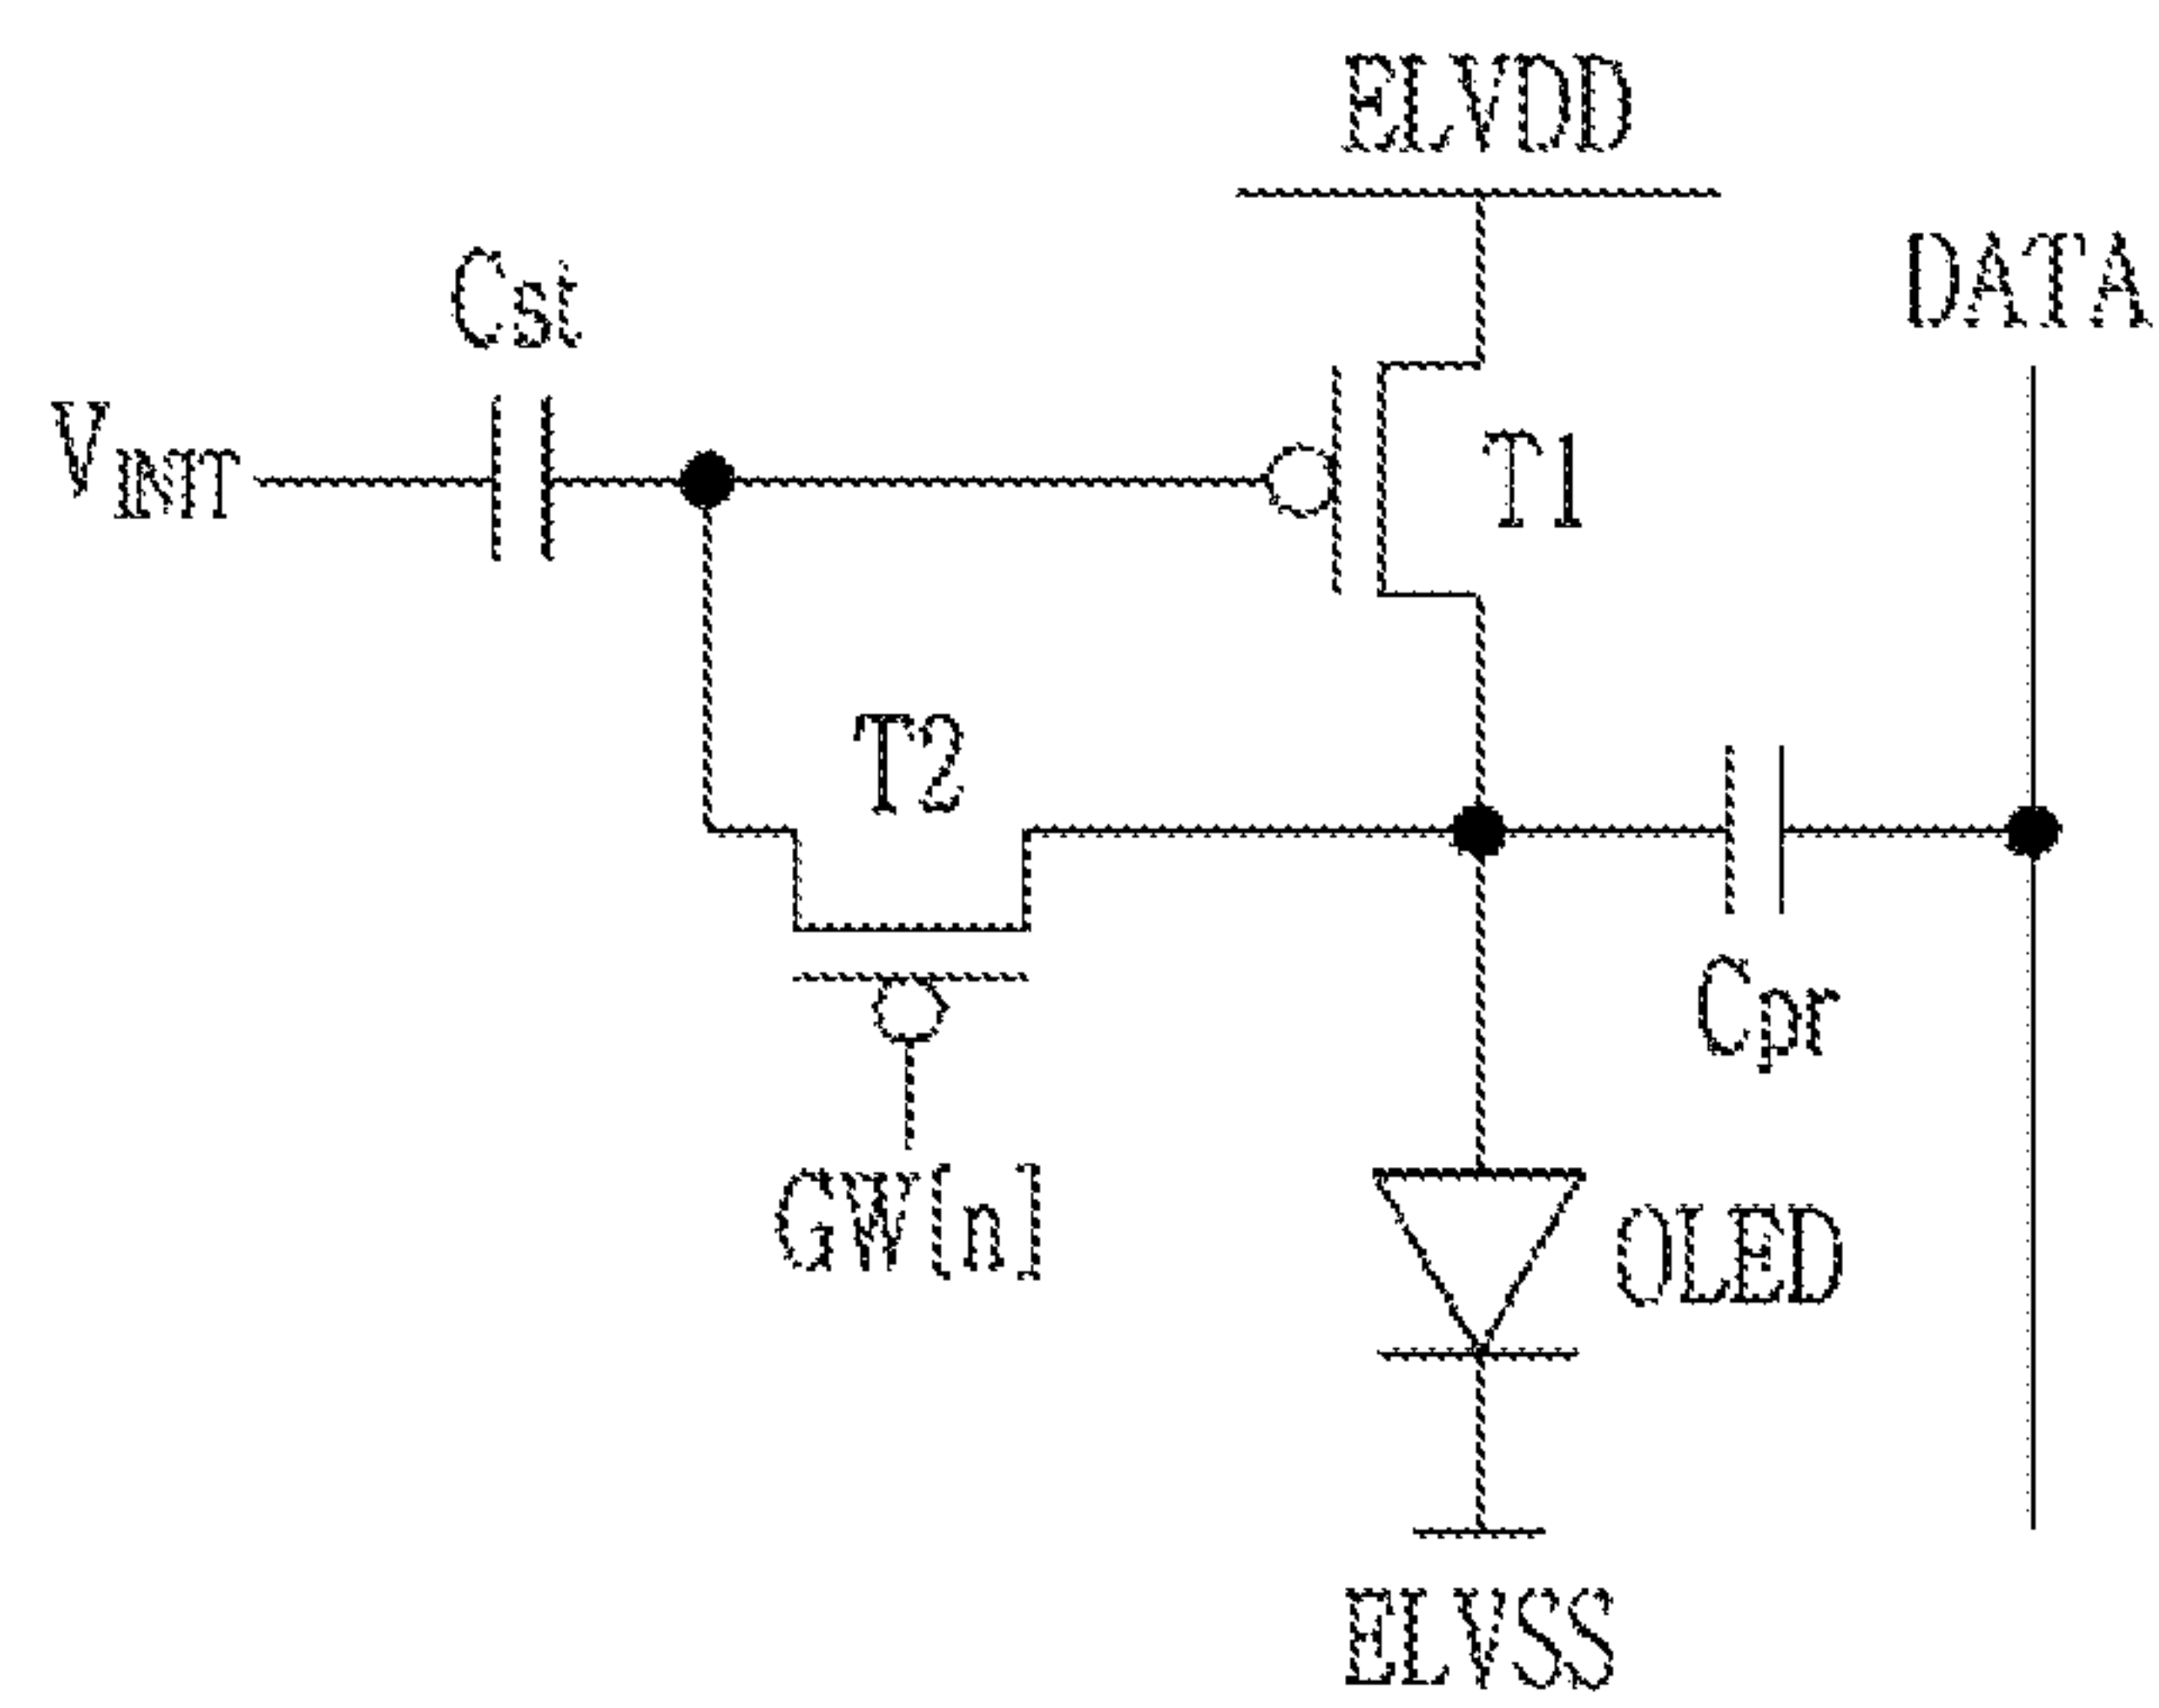 ELVDD
DATA
Cst
VINT
T1
T2
Cpr
GW[n]
OLED
ELVSS